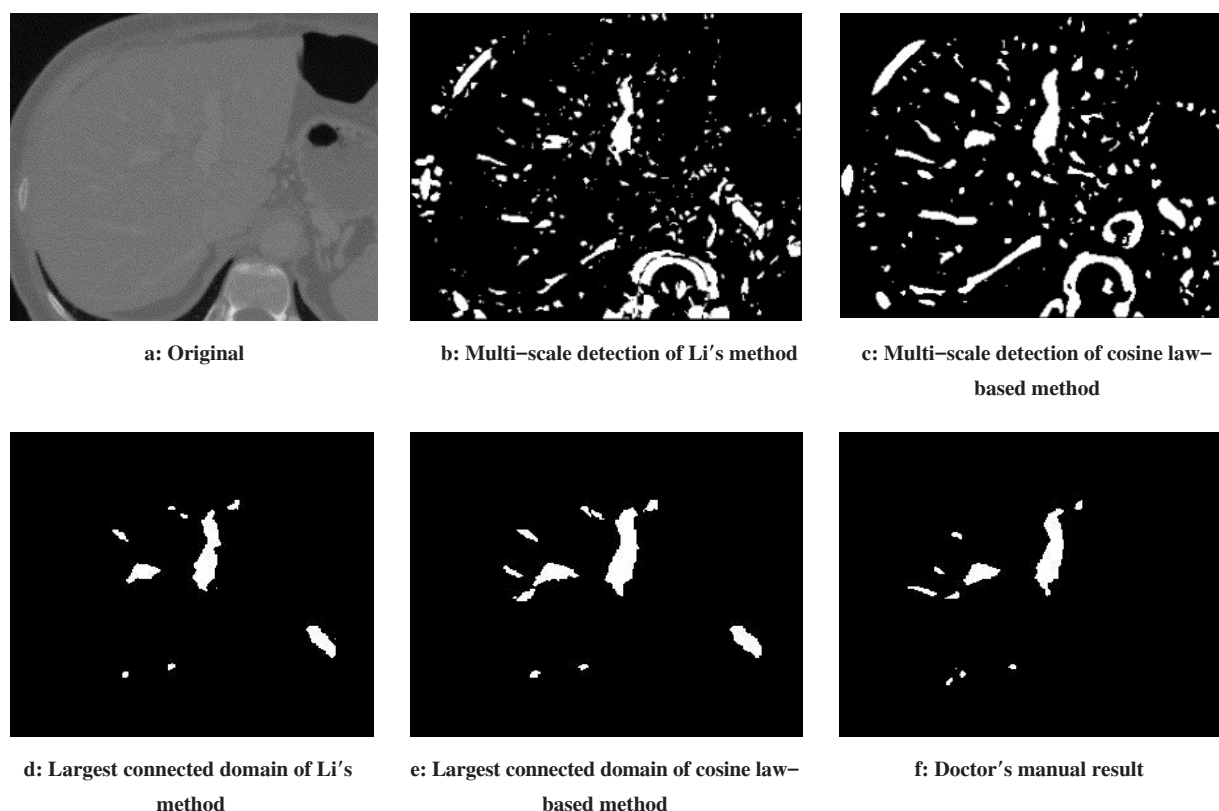 a: Original
b: Multi−scale detection of Li′s method
c: Multi−scale detection of cosine law−
based method
d: Largest connected domain of Li′s
method
e: Largest connected domain of cosine law−
based method
f: Doctor′s manual result